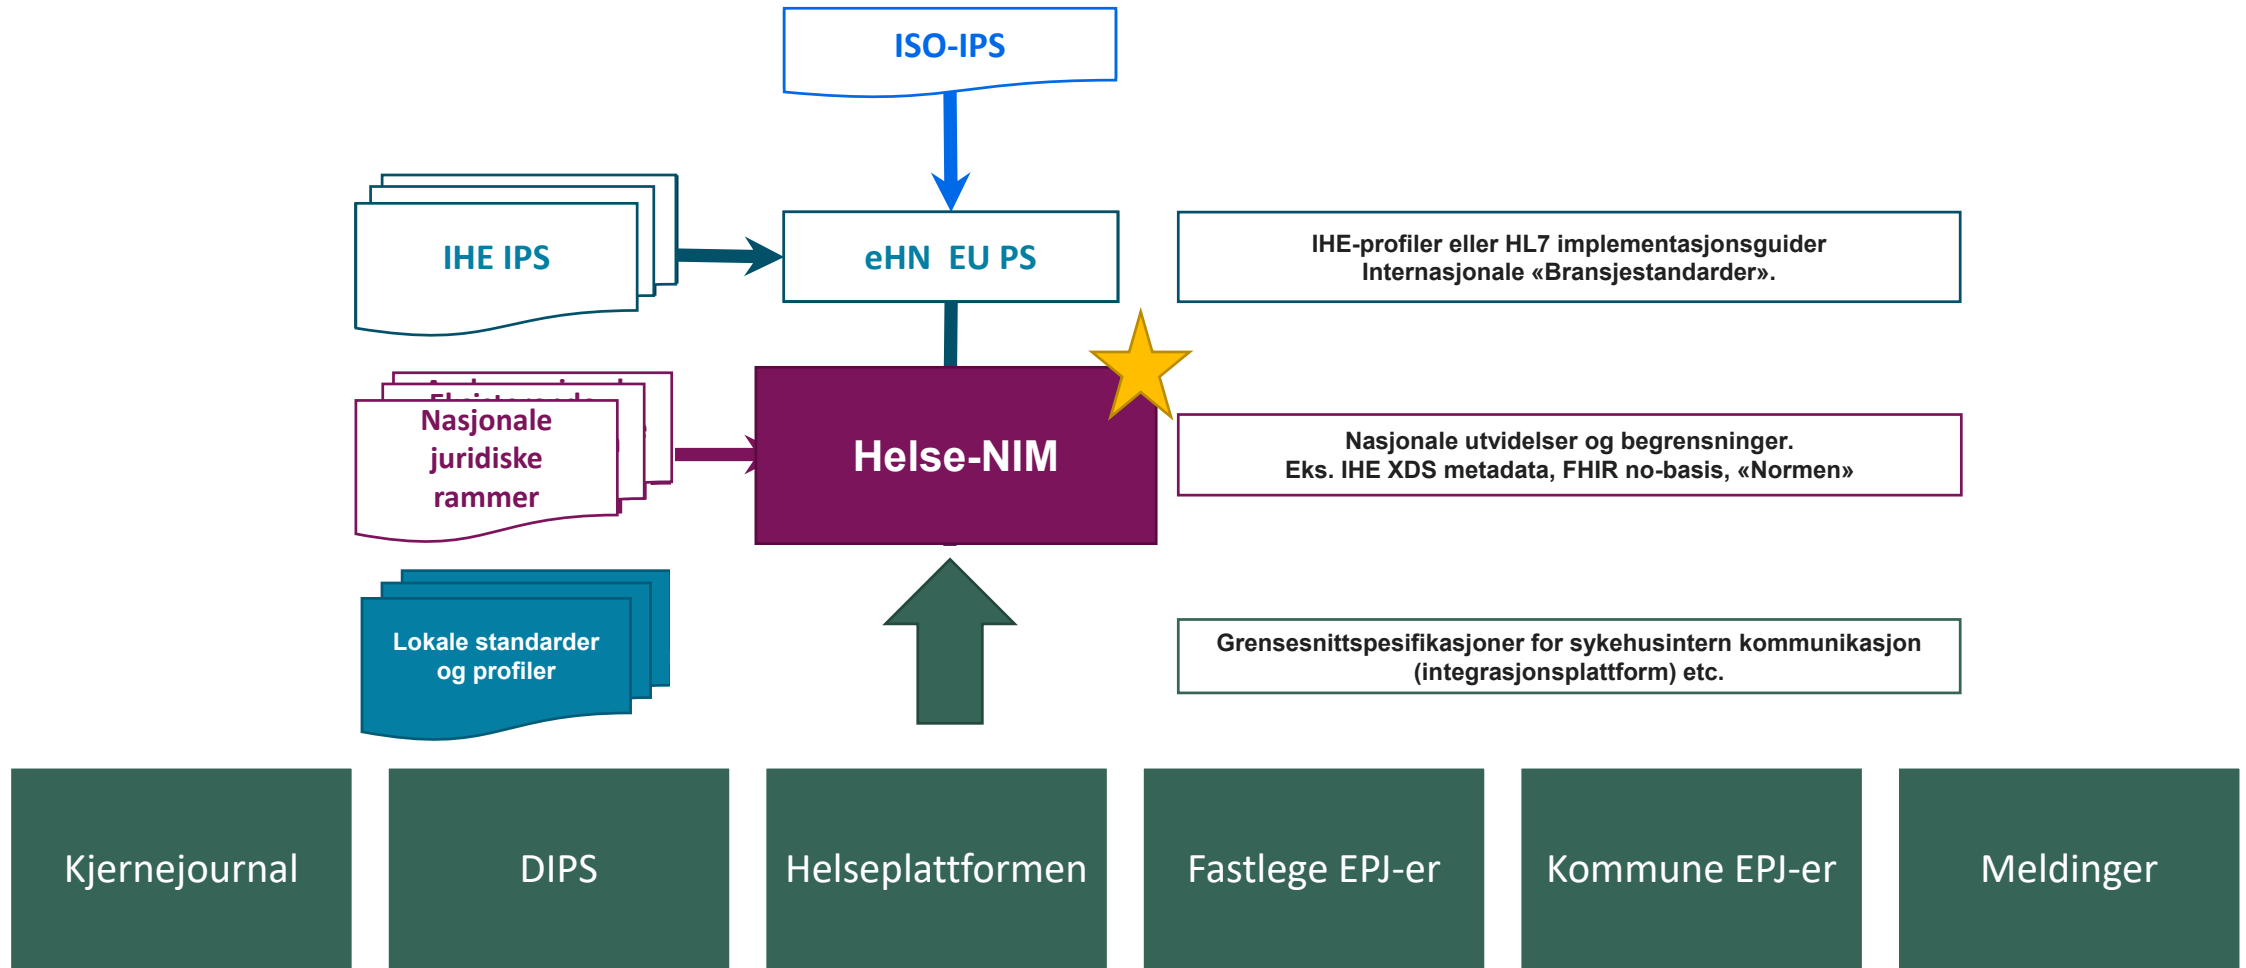 ISO-IPS
IHE IPS
eHN EU PS
IHE-profiler eller HL7 implementasjonsguider
Internasjonale «Bransjestandarder».
Nasjonale
juridiske
rammer
Helse-NIM
Nasjonale utvidelser og begrensninger.
Eks. IHE XDS metadata, FHIR no-basis, «Normen»
Lokale standarder
og profiler
Grensesnittspesifikasjoner for sykehusintern kommunikasjon
(integrasjonsplattform) etc.
Kjernejournal
DIPS
Helseplattformen
Fastlege EPJ-er
Kommune EPJ-er
Meldinger